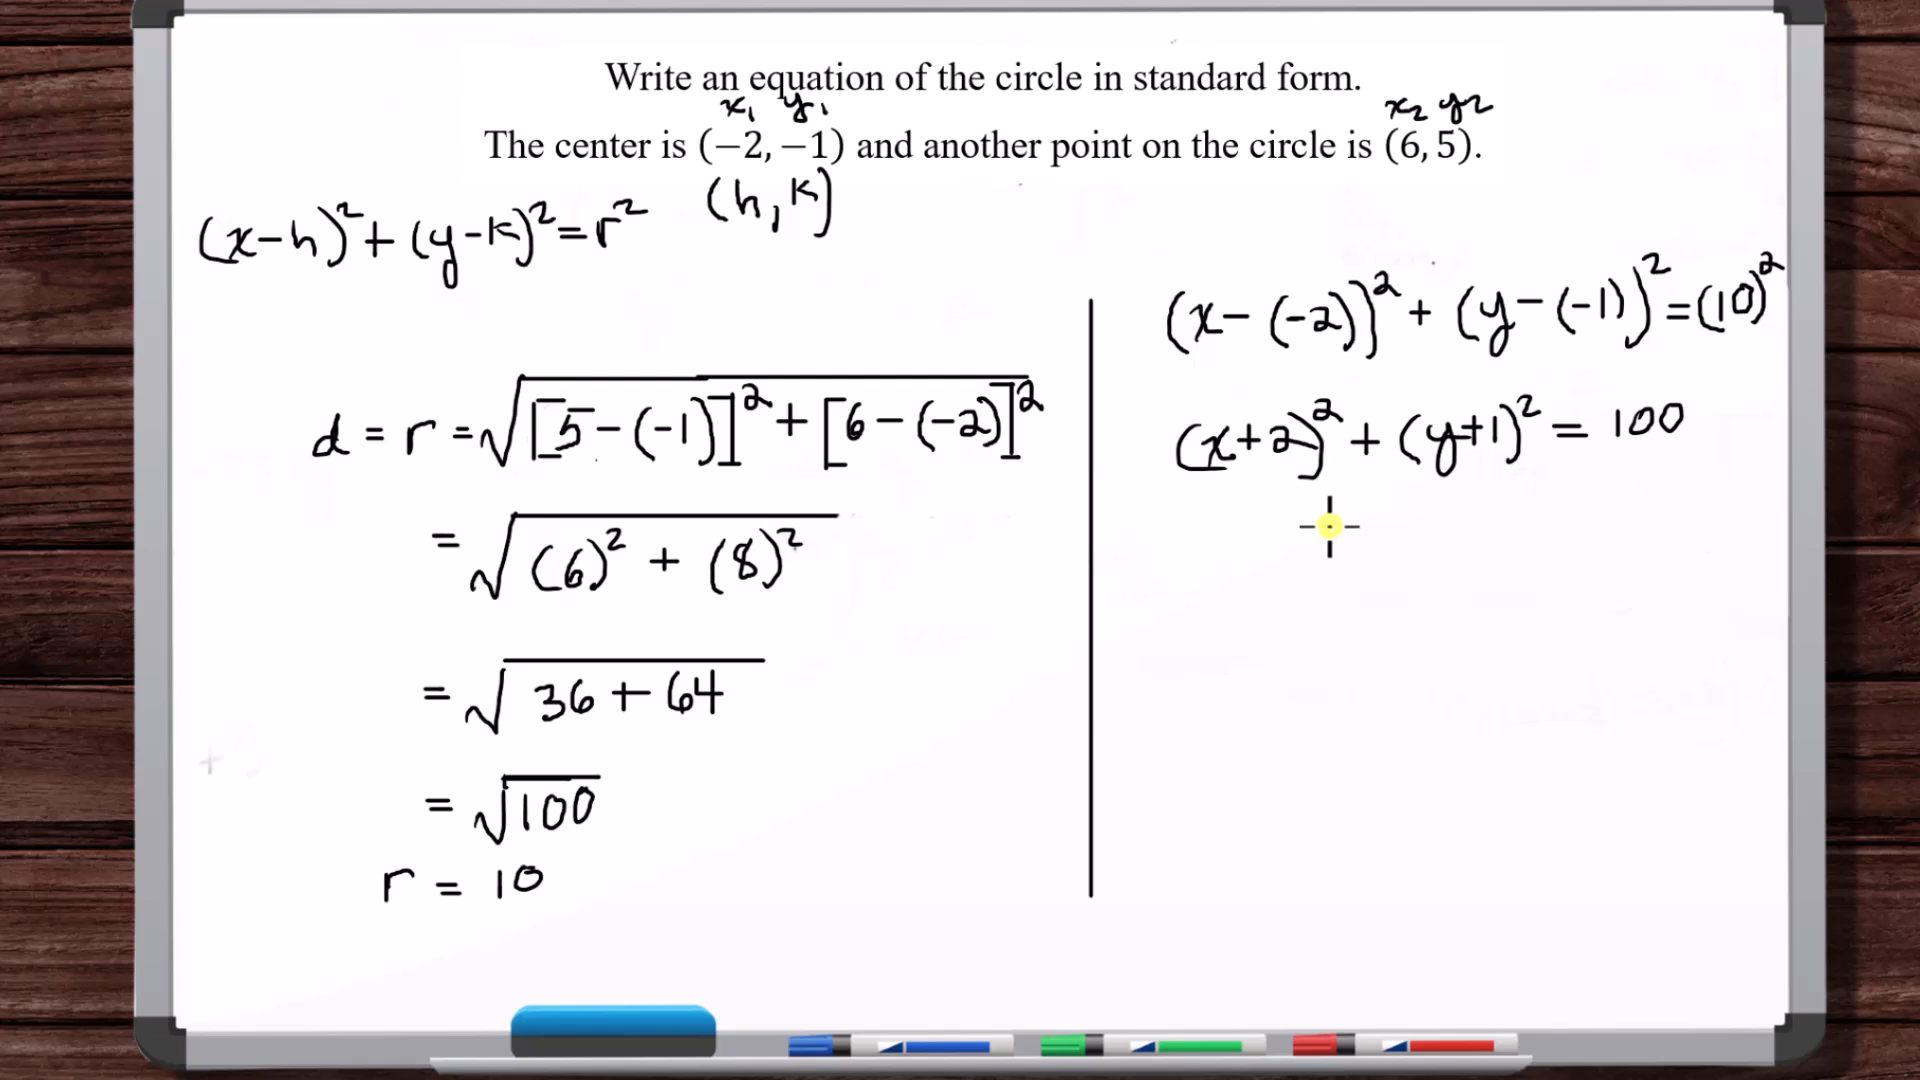 Write an equation of the circle in standard form.
x₁ y₁ x₂ y₂
The center is (−2, −1) and another point on the circle is (6, 5).
(h, k)
(x−h)² + (y−k)² = r²
d = r = √([5−(−1)]² + [6−(−2)]²)
= √((6)² + (8)²)
= √(36 + 64)
= √100
r = 10
(x−(−2))² + (y−(−1))² = (10)²
(x+2)² + (y+1)² = 100